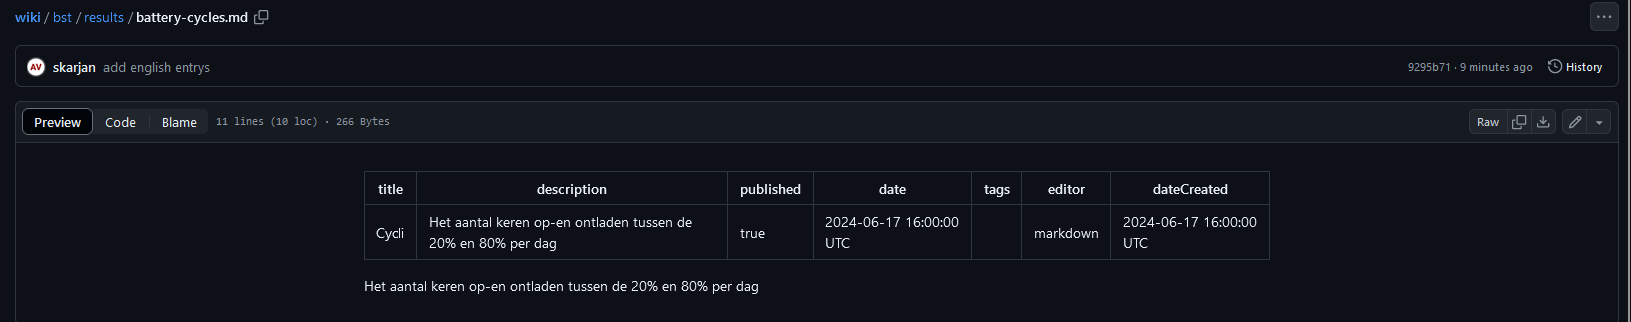 wiki / bst / results / battery-cycles.md
AV skarjan add english entrys 9295b71 · 9 minutes ago History
Preview Code Blame 11 lines (10 loc) · 266 Bytes Raw
title description published date tags editor dateCreated
Cycli Het aantal keren op-en ontladen tussen de 20% en 80% per dag true 2024-06-17 16:00:00 UTC markdown 2024-06-17 16:00:00 UTC
Het aantal keren op-en ontladen tussen de 20% en 80% per dag